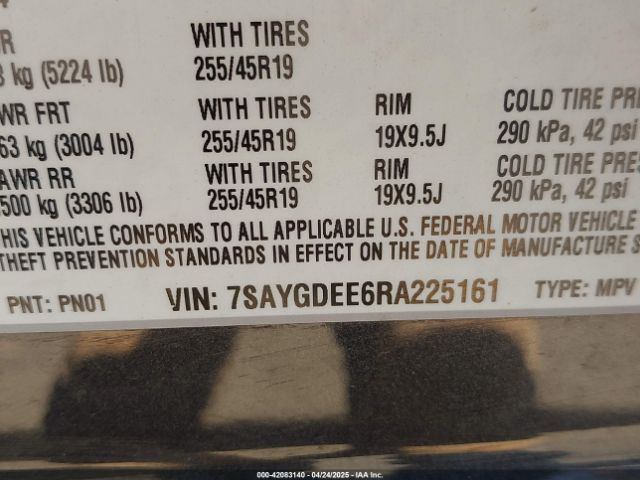 WITH TIRES
kg (5224 lb) 255/45R19
WR FRT WITH TIRES RIM COLD TIRE PRE
63 kg (3004 lb) 255/45R19 19X9.5J 290 kPa, 42 psi
AWR RR WITH TIRES RIM COLD TIRE PRES
500 kg (3306 lb) 255/45R19 19X9.5J 290 kPa, 42 psi
HIS VEHICLE CONFORMS TO ALL APPLICABLE U.S. FEDERAL MOTOR VEHICLE
THEFT PREVENTION STANDARDS IN EFFECT ON THE DATE OF MANUFACTURE S
PNT: PN01 VIN: 7SAYGDEE6RA225161 TYPE: MPV
000-42083140 - 04/24/2025 - IAA Inc.